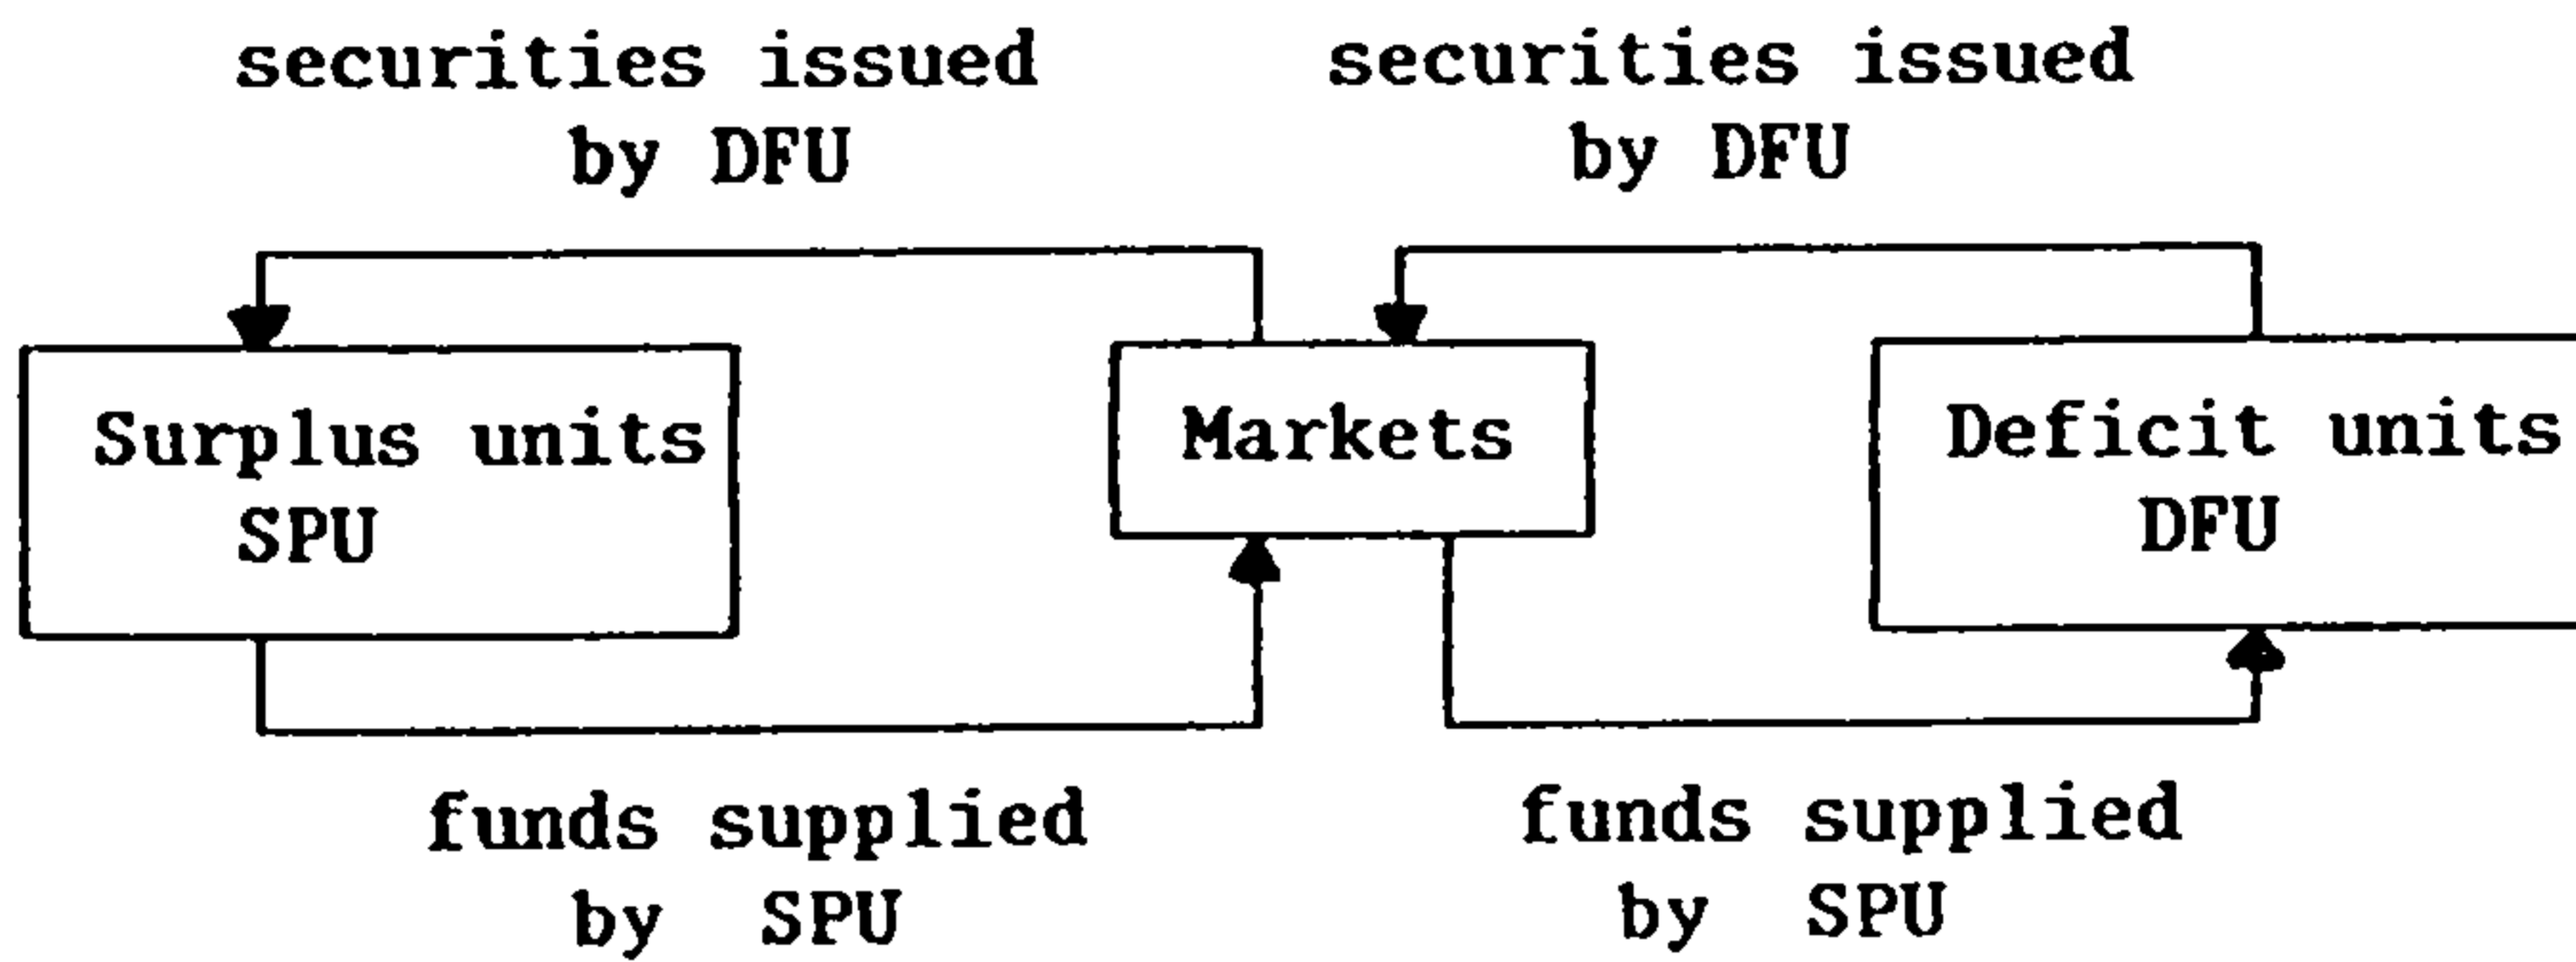 securities issued
by DFU
securities issued
by DFU
Surplus units
SPU
Markets
Deficit units
DFU
funds supplied
by SPU
funds supplied
by SPU